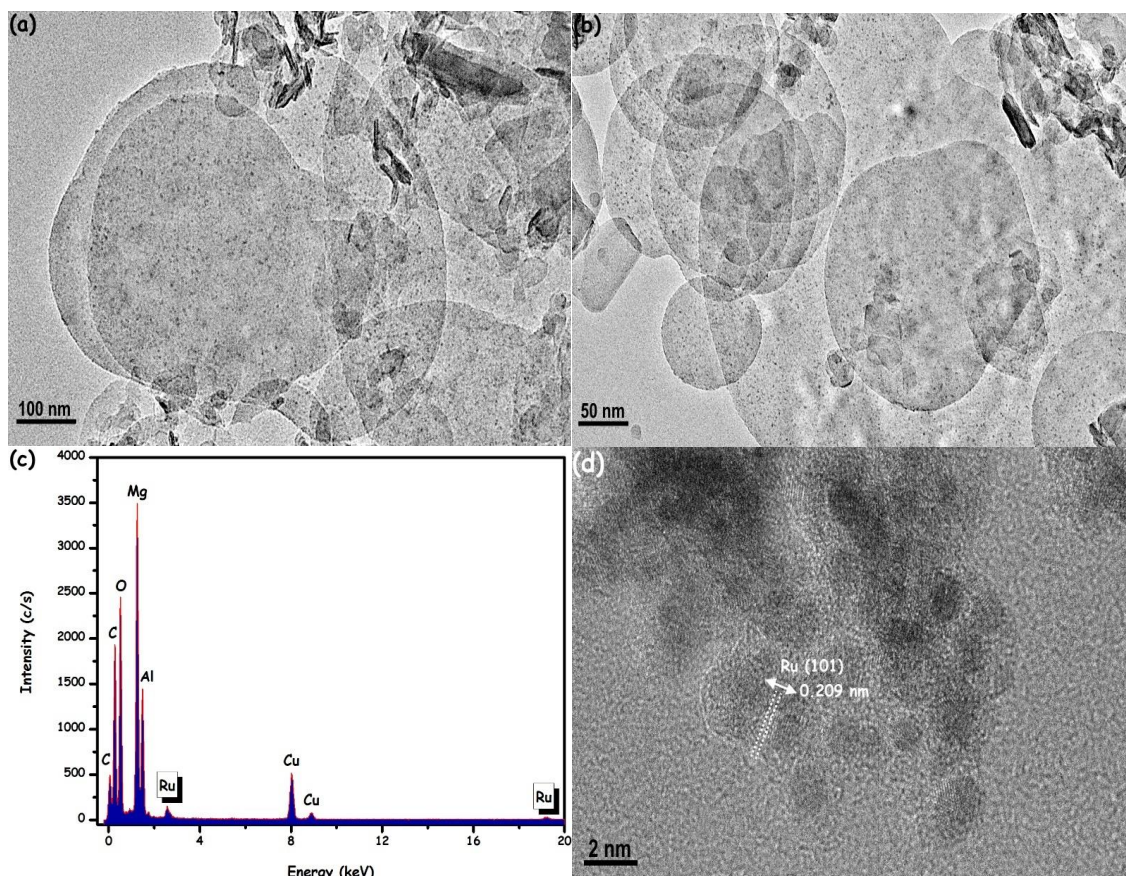 (a)
100 nm
(b)
50 nm
(c)
4000
3500
3000
2500
2000
1500
1000
500
0
Intensity (c/s)
C
C
O
Mg
Al
Ru
Cu
Cu
Ru
0 4 8 12 16 20
Energy (keV)
(d)
Ru (101)
0.209 nm
2 nm